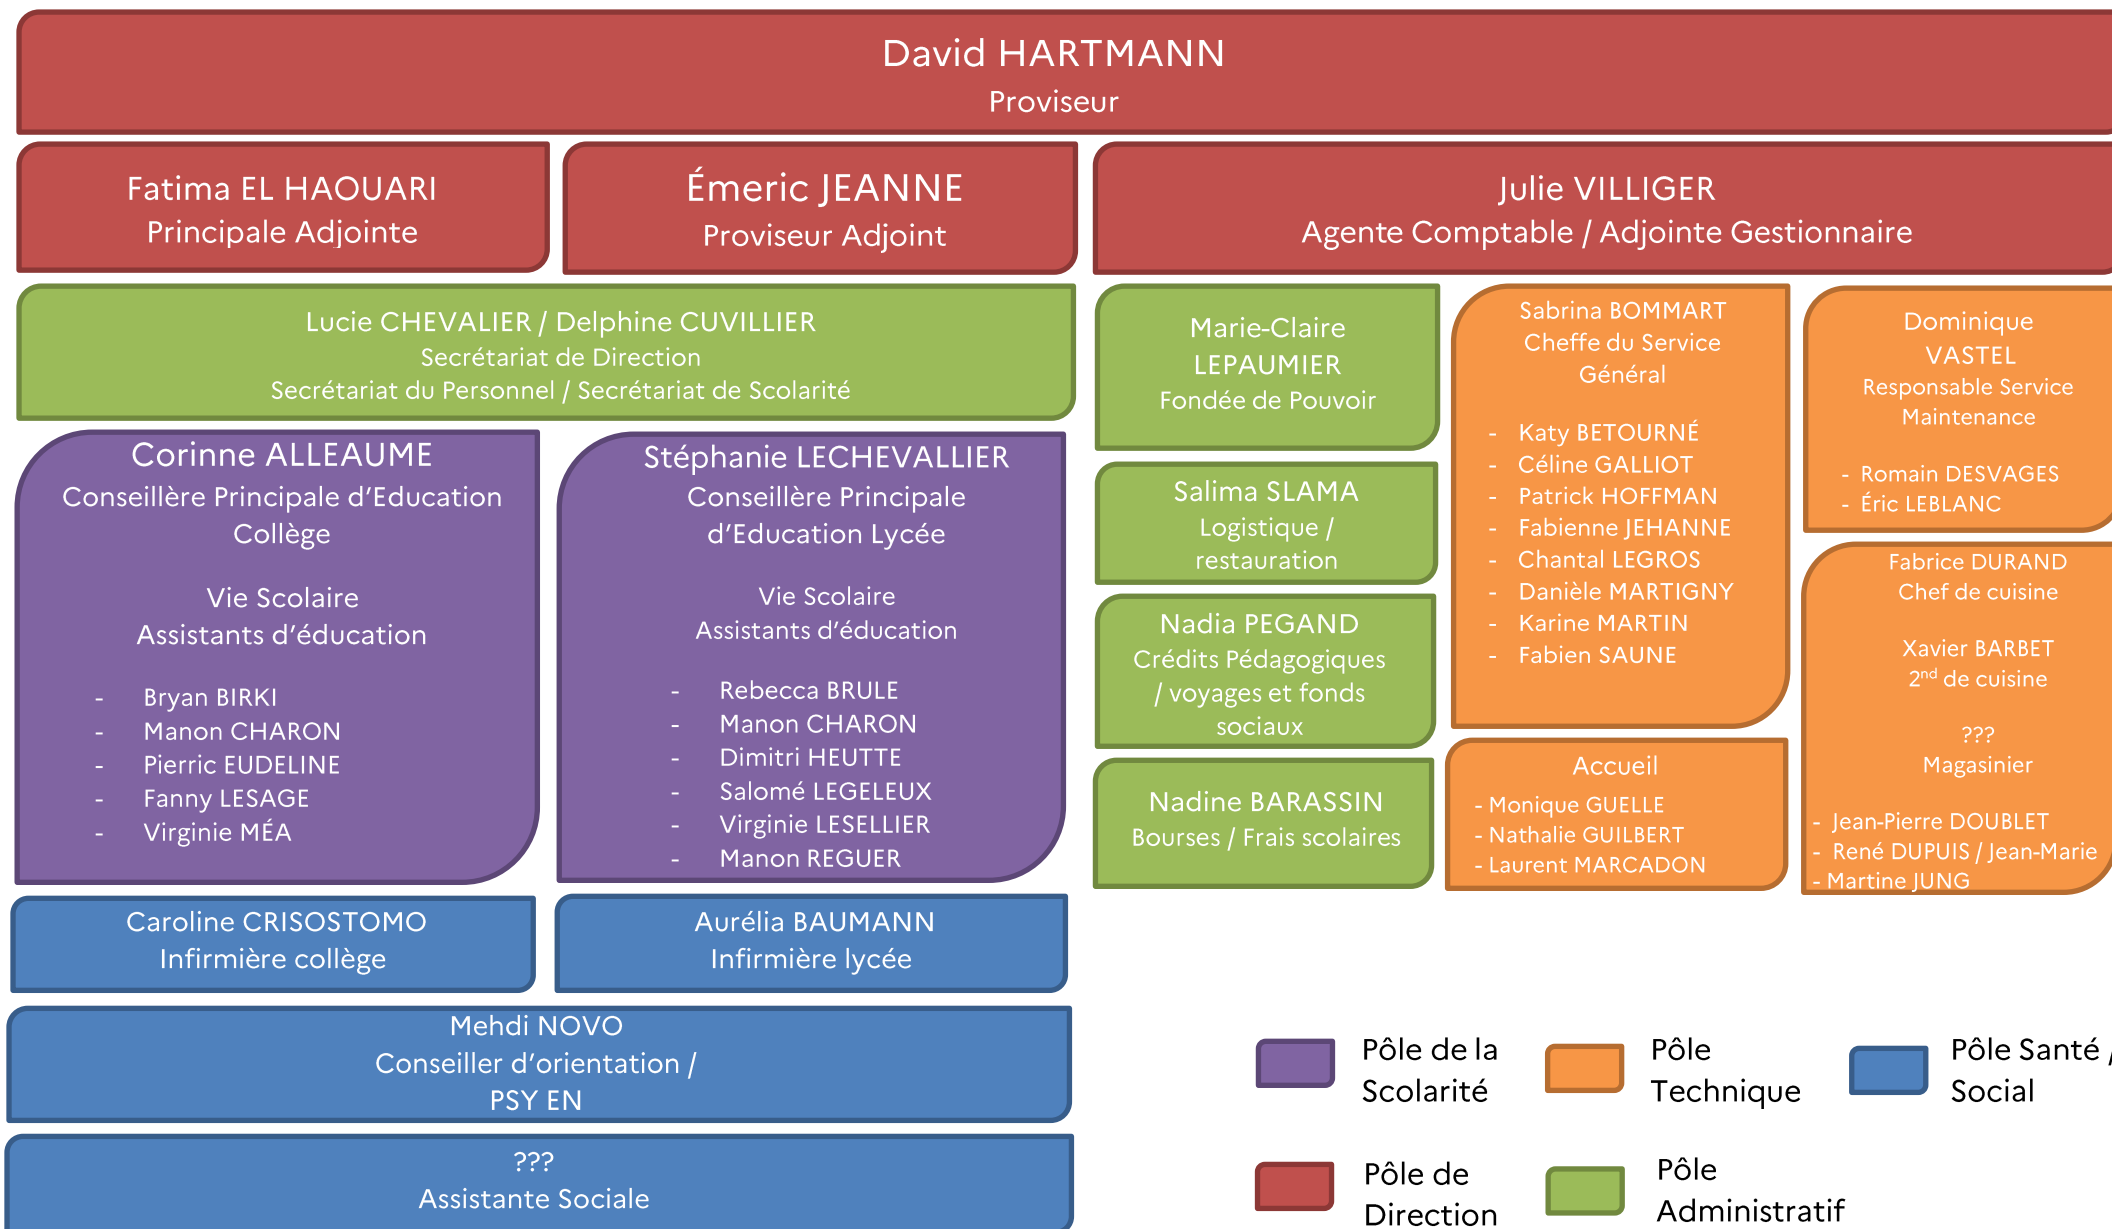 David HARTMANN
Proviseur
Fatima EL HAOUARI
Principale Adjointe
Émeric JEANNE
Proviseur Adjoint
Julie VILLIGER
Agente Comptable / Adjointe Gestionnaire
Lucie CHEVALIER / Delphine CUVILLIER
Secrétariat de Direction
Secrétariat du Personnel / Secrétariat de Scolarité
Corinne ALLEAUME
Conseillère Principale d’Education
Collège
Vie Scolaire
Assistants d’éducation
- Bryan BIRKI
- Manon CHARON
- Pierric EUDELINE
- Fanny LESAGE
- Virginie MÉA
Stéphanie LECHEVALLIER
Conseillère Principale
d’Education Lycée
Vie Scolaire
Assistants d’éducation
- Rebecca BRULE
- Manon CHARON
- Dimitri HEUTTE
- Salomé LEGELEUX
- Virginie LESELLIER
- Manon REGUER
Caroline CRISOSTOMO
Infirmière collège
Aurélia BAUMANN
Infirmière lycée
Mehdi NOVO
Conseiller d’orientation /
PSY EN
???
Assistante Sociale
Marie-Claire
LEPAUMIER
Fondée de Pouvoir
Salima SLAMA
Logistique /
restauration
Nadia PEGAND
Crédits Pédagogiques
/ voyages et fonds
sociaux
Nadine BARASSIN
Bourses / Frais scolaires
Sabrina BOMMART
Cheffe du Service
Général
- Katy BETOURNÉ
- Céline GALLIOT
- Patrick HOFFMAN
- Fabienne JEHANNE
- Chantal LEGROS
- Danièle MARTIGNY
- Karine MARTIN
- Fabien SAUNE
Accueil
- Monique GUELLE
- Nathalie GUILBERT
- Laurent MARCADON
Dominique
VASTEL
Responsable Service
Maintenance
- Romain DESVAGES
- Éric LEBLANC
Fabrice DURAND
Chef de cuisine
Xavier BARBET
2nd de cuisine
???
Magasinier
- Jean-Pierre DOUBLET
- René DUPUIS / Jean-Marie
- Martine JUNG
Pôle de la
Scolarité
Pôle
Technique
Pôle Santé /
Social
Pôle de
Direction
Pôle
Administratif